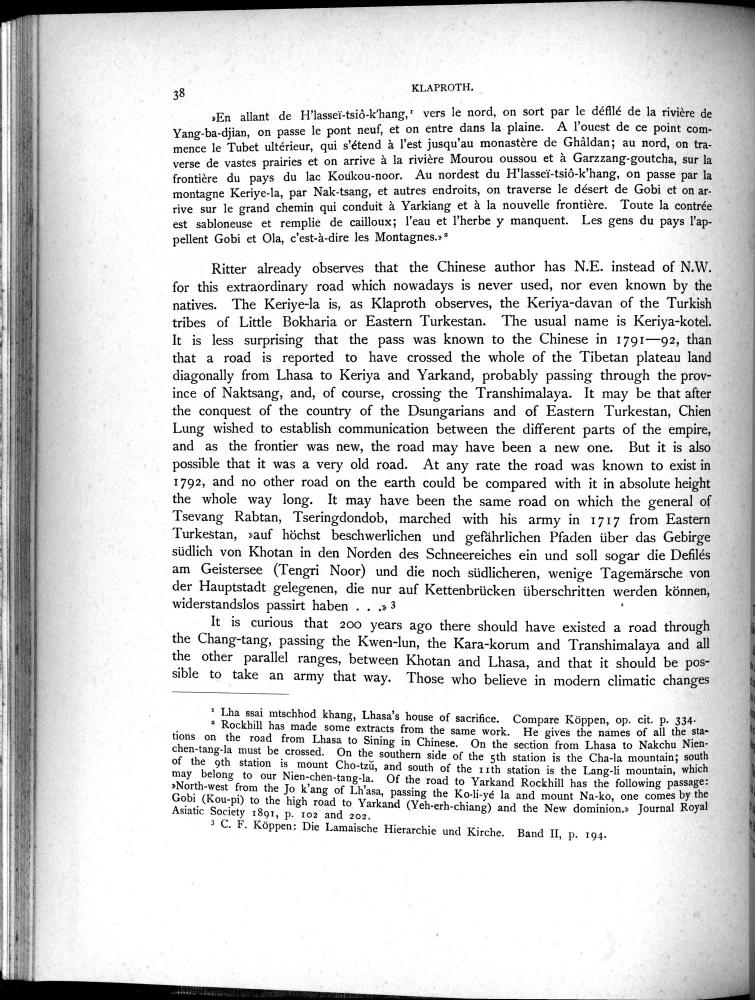 38
KLAPROTH.
»En allant de H'lasseï-tsiô-k'hang,¹ vers le nord, on sort par le défilé de la rivière de
Yang-ba-djian, on passe le pont neuf, et on entre dans la plaine. A l'ouest de ce point com-
mence le Tubet ultérieur, qui s'étend à l'est jusqu'au monastère de Ghâldan; au nord, on tra-
verse de vastes prairies et on arrive à la rivière Mourou oussou et à Garzzang-goutcha, sur la
frontière du pays du lac Koukou-noor. Au nordest du H'lasseï-tsiô-k'hang, on passe par la
montagne Keriye-la, par Nak-tsang, et autres endroits, on traverse le désert de Gobi et on ar-
rive sur le grand chemin qui conduit à Yarkiang et à la nouvelle frontière. Toute la contrée
est sabloneuse et remplie de cailloux; l'eau et l'herbe y manquent. Les gens du pays l'ap-
pellent Gobi et Ola, c'est-à-dire les Montagnes.»²
Ritter already observes that the Chinese author has N.E. instead of N.W.
for this extraordinary road which nowadays is never used, nor even known by the
natives. The Keriye-la is, as Klaproth observes, the Keriya-davan of the Turkish
tribes of Little Bokharia or Eastern Turkestan. The usual name is Keriya-kotel.
It is less surprising that the pass was known to the Chinese in 1791—92, than
that a road is reported to have crossed the whole of the Tibetan plateau land
diagonally from Lhasa to Keriya and Yarkand, probably passing through the prov-
ince of Naktsang, and, of course, crossing the Transhimalaya. It may be that after
the conquest of the country of the Dsungarians and of Eastern Turkestan, Chien
Lung wished to establish communication between the different parts of the empire,
and as the frontier was new, the road may have been a new one. But it is also
possible that it was a very old road. At any rate the road was known to exist in
1792, and no other road on the earth could be compared with it in absolute height
the whole way long. It may have been the same road on which the general of
Tsevang Rabtan, Tseringdondob, marched with his army in 1717 from Eastern
Turkestan, »auf höchst beschwerlichen und gefährlichen Pfaden über das Gebirge
südlich von Khotan in den Norden des Schneereiches ein und soll sogar die Defilés
am Geistersee (Tengri Noor) und die noch südlicheren, wenige Tagemärsche von
der Hauptstadt gelegenen, die nur auf Kettenbrücken überschritten werden können,
widerstandslos passirt haben . . .» ³
It is curious that 200 years ago there should have existed a road through
the Chang-tang, passing the Kwen-lun, the Kara-korum and Transhimalaya and all
the other parallel ranges, between Khotan and Lhasa, and that it should be pos-
sible to take an army that way. Those who believe in modern climatic changes
¹ Lha ssai mtschhod khang, Lhasa's house of sacrifice. Compare Köppen, op. cit. p. 334.
² Rockhill has made some extracts from the same work. He gives the names of all the sta-
tions on the road from Lhasa to Sining in Chinese. On the section from Lhasa to Nakchu Nien-
chen-tang-la must be crossed. On the southern side of the 5th station is the Cha-la mountain; south
of the 9th station is mount Cho-tzŭ, and south of the 11th station is the Lang-li mountain, which
may belong to our Nien-chen-tang-la. Of the road to Yarkand Rockhill has the following passage:
»North-west from the Jo k'ang of Lh'asa, passing the Ko-li-yé la and mount Na-ko, one comes by the
Gobi (Kou-pi) to the high road to Yarkand (Yeh-erh-chiang) and the New dominion.» Journal Royal
Asiatic Society 1891, p. 102 and 202.
³ C. F. Köppen: Die Lamaische Hierarchie und Kirche. Band II, p. 194.